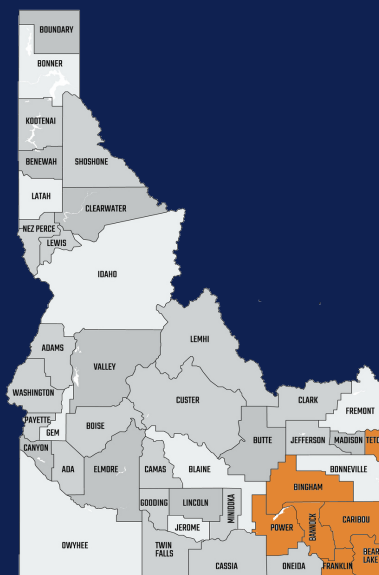 BOUNDARY
BONNER
KOOTENAI
BENEWAH
SHOSHONE
LATAH
CLEARWATER
NEZ PERCE
LEWIS
IDAHO
LEMHI
ADAMS
VALLEY
WASHINGTON
CUSTER
CLARK
FREMONT
PAYETTE
GEM
BOISE
CANYON
BUTTE
JEFFERSON
MADISON
TETO
ADA
ELMORE
CAMAS
BLAINE
BONNEVILLE
BINGHAM
GOODING
LINCOLN
MINIDOKA
JEROME
POWER
BANNOCK
CARIBOU
OWYHEE
TWIN
FALLS
CASSIA
ONEIDA
FRANKLIN
BEAR
LAKE